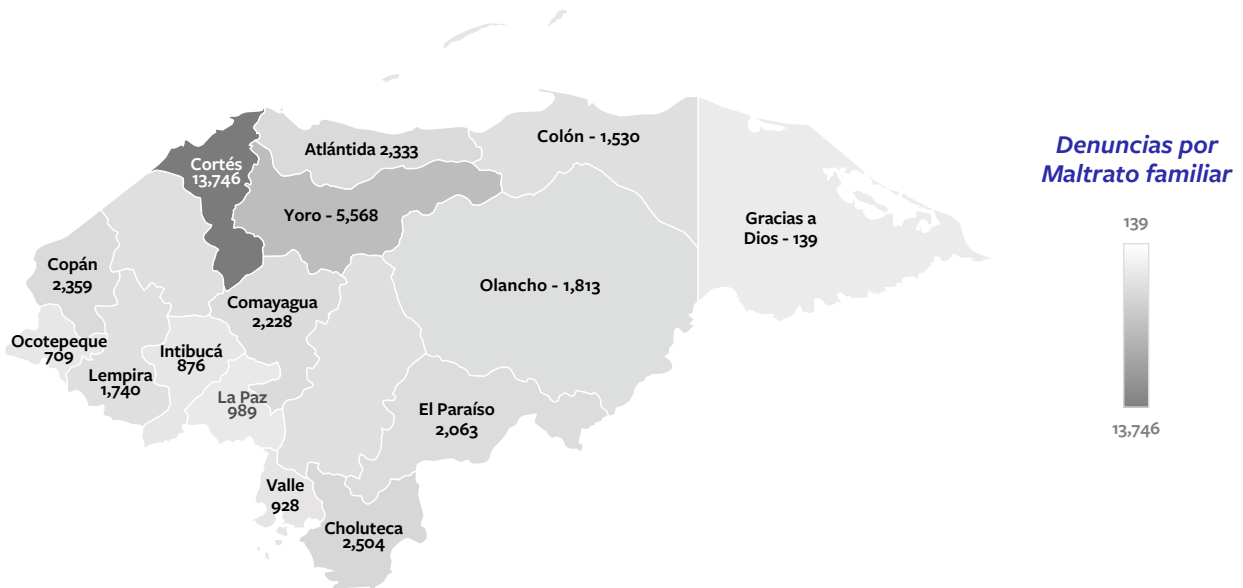 Atlántida 2,333
Colón - 1,530
Cortés
13,746
Yoro - 5,568
Gracias a
Dios - 139
Copán
2,359
Olancho - 1,813
Comayagua
2,228
Ocotepeque
709
Intibucá
876
Lempira
1,740
La Paz
989
El Paraíso
2,063
Valle
928
Choluteca
2,504
Denuncias por
Maltrato familiar
139
13,746